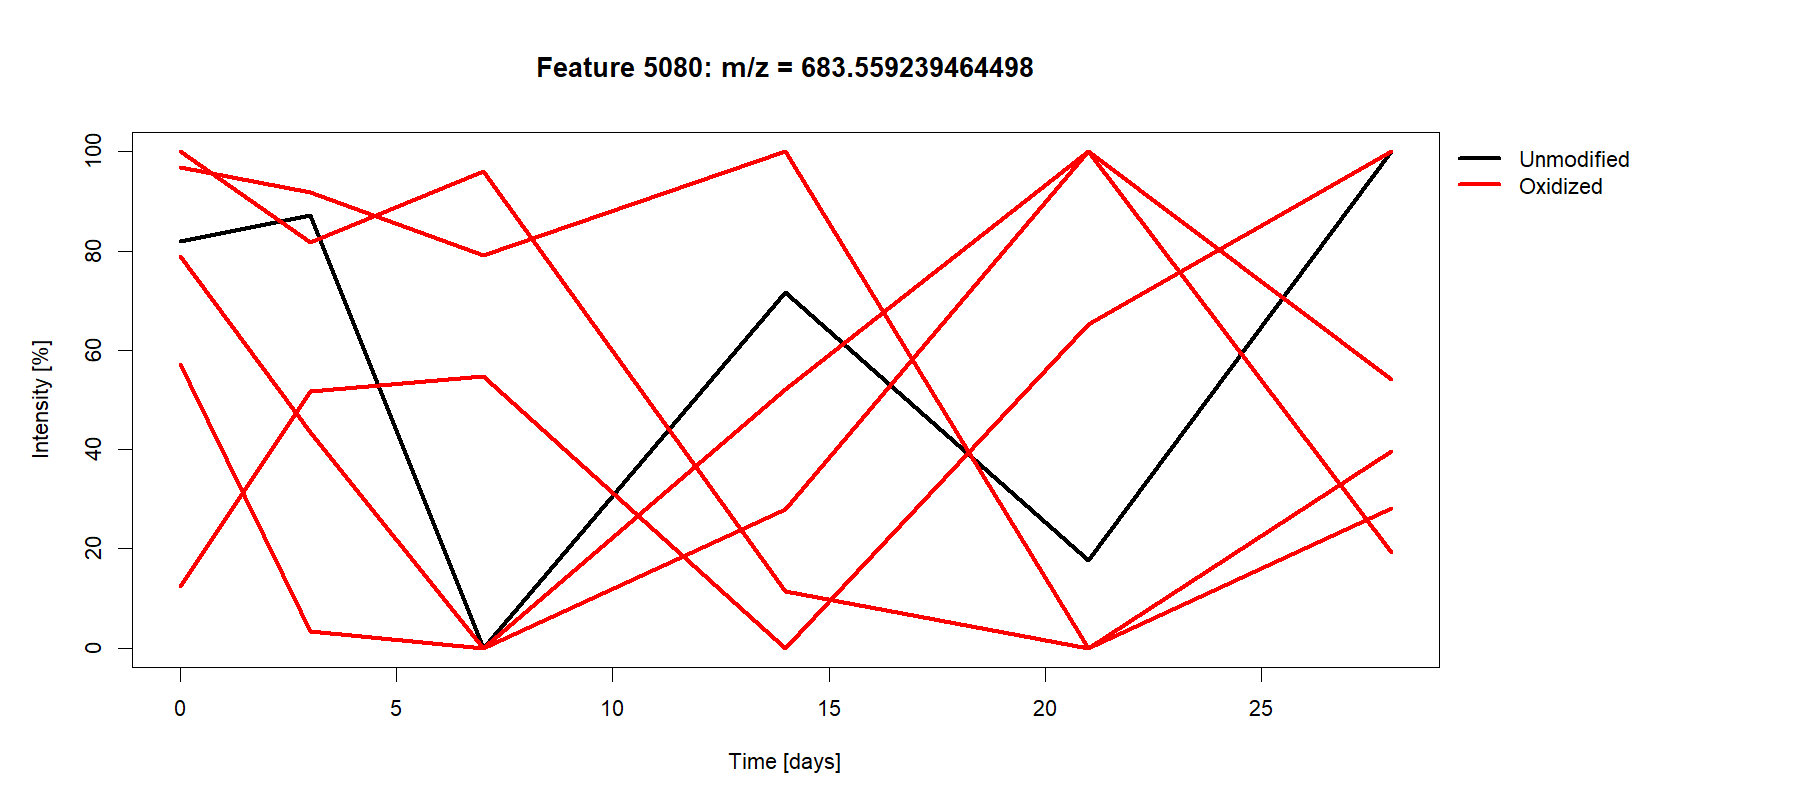 Feature 5080: m/z = 683.559239464498
Unmodified
Oxidized
Intensity [%]
100
80
60
40
20
0
0 5 10 15 20 25
Time [days]